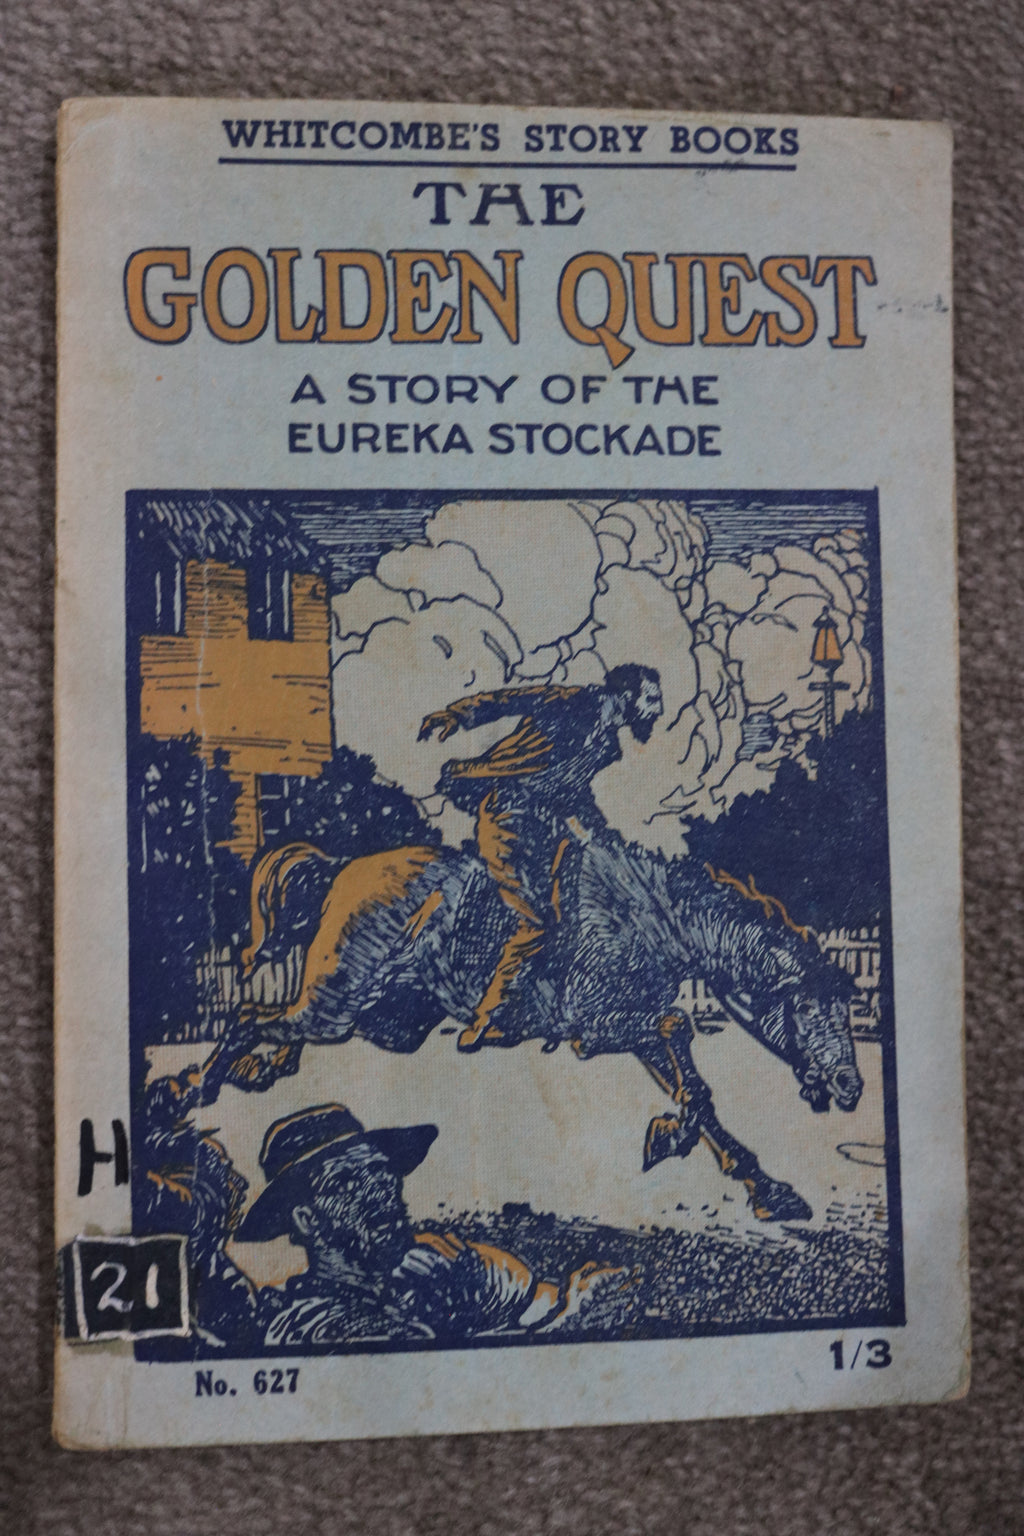 WHITCOMBE'S STORY BOOKS
THE
GOLDEN QUEST
A STORY OF THE
EUREKA STOCKADE
H
21
No. 627
1/3